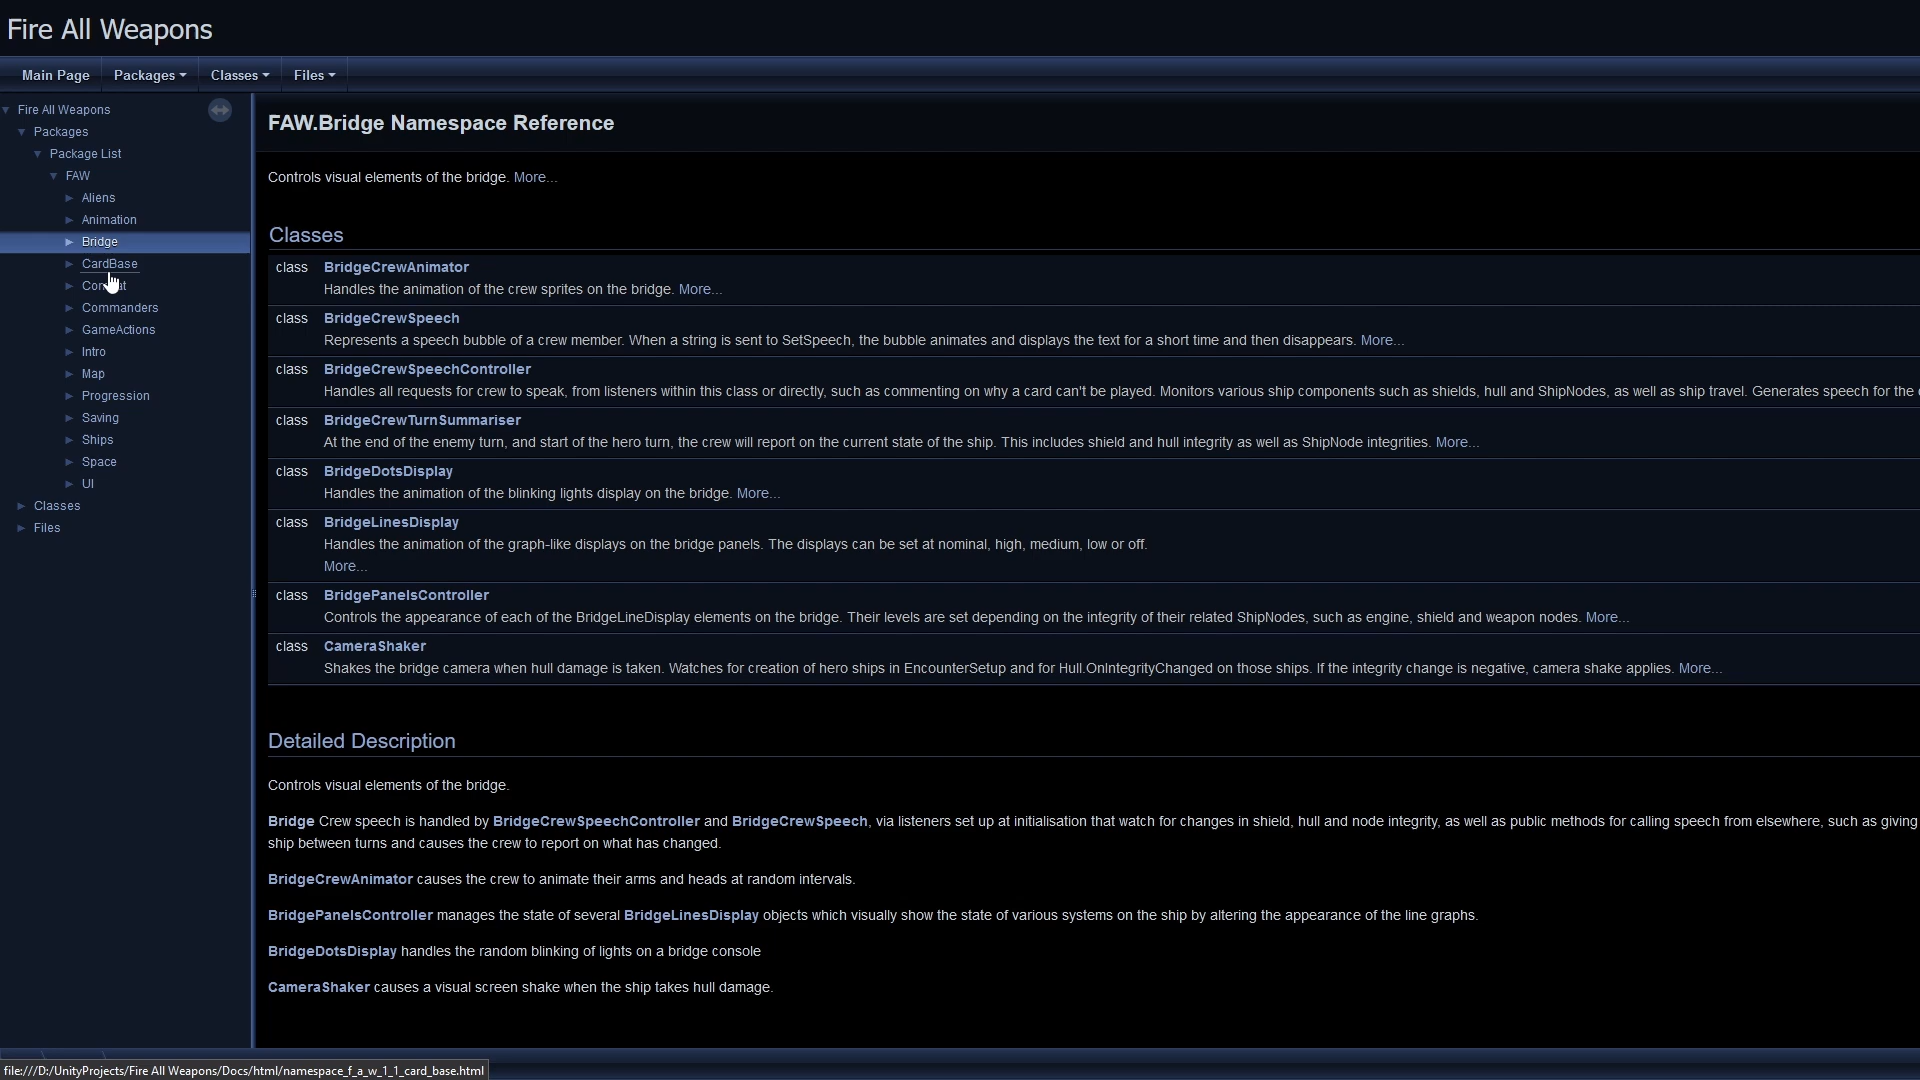 Fire All Weapons
Main Page
Packages
Classes
Files
Fire All Weapons
Packages
Package List
FAW
Aliens
Animation
Bridge
CardBase
Combat
Commanders
GameActions
Intro
Map
Progression
Saving
Ships
Space
UI
Classes
Files
FAW.Bridge Namespace Reference
Controls visual elements of the bridge. More...
Classes
class BridgeCrewAnimator
Handles the animation of the crew sprites on the bridge. More...
class BridgeCrewSpeech
Represents a speech bubble of a crew member. When a string is sent to SetSpeech, the bubble animates and displays the text for a short time and then disappears. More...
class BridgeCrewSpeechController
Handles all requests for crew to speak, from listeners within this class or directly, such as commenting on why a card can't be played. Monitors various ship components such as shields, hull and ShipNodes, as well as ship travel. Generates speech for the
class BridgeCrewTurnSummariser
At the end of the enemy turn, and start of the hero turn, the crew will report on the current state of the ship. This includes shield and hull integrity as well as ShipNode integrities. More...
class BridgeDotsDisplay
Handles the animation of the blinking lights display on the bridge. More...
class BridgeLinesDisplay
Handles the animation of the graph-like displays on the bridge panels. The displays can be set at nominal, high, medium, low or off.
More...
class BridgePanelsController
Controls the appearance of each of the BridgeLineDisplay elements on the bridge. Their levels are set depending on the integrity of their related ShipNodes, such as engine, shield and weapon nodes. More...
class CameraShaker
Shakes the bridge camera when hull damage is taken. Watches for creation of hero ships in EncounterSetup and for Hull.OnIntegrityChanged on those ships. If the integrity change is negative, camera shake applies. More...
Detailed Description
Controls visual elements of the bridge.
Bridge Crew speech is handled by BridgeCrewSpeechController and BridgeCrewSpeech, via listeners set up at initialisation that watch for changes in shield, hull and node integrity, as well as public methods for calling speech from elsewhere, such as giving
ship between turns and causes the crew to report on what has changed.
BridgeCrewAnimator causes the crew to animate their arms and heads at random intervals.
BridgePanelsController manages the state of several BridgeLinesDisplay objects which visually show the state of various systems on the ship by altering the appearance of the line graphs.
BridgeDotsDisplay handles the random blinking of lights on a bridge console
CameraShaker causes a visual screen shake when the ship takes hull damage.
file:///D:/UnityProjects/Fire All Weapons/Docs/html/namespace_f_a_w_1_1_card_base.html